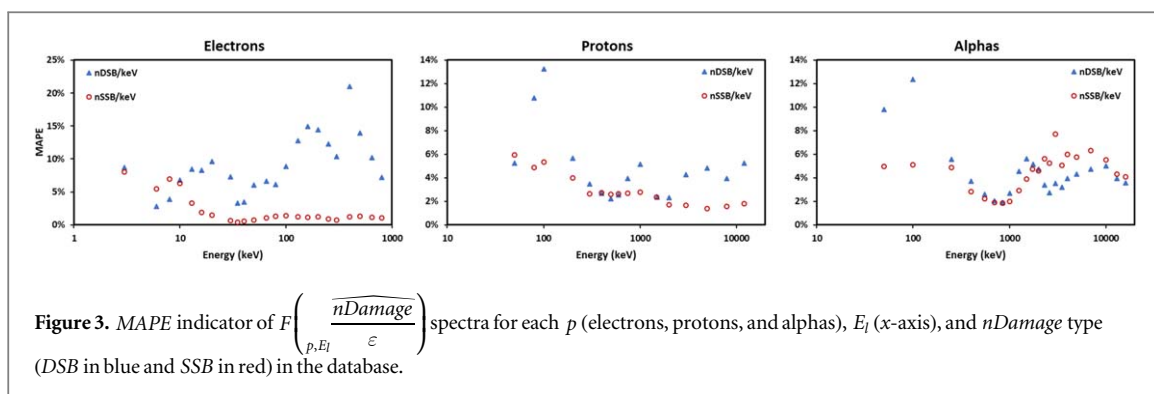 Electrons
25%
20%
15%
10%
5%
0%
MAPE
nDSB/keV
nSSB/keV
1 10 100 1000
Energy (keV)
Protons
14%
12%
10%
8%
6%
4%
2%
0%
nDSB/keV
nSSB/keV
10 100 1000 10000
Energy (keV)
Alphas
14%
12%
10%
8%
6%
4%
2%
0%
nDSB/keV
nSSB/keV
10 100 1000 10000
Energy (keV)
Figure 3. MAPE indicator of F( p,El \widehat{nDamage}/ε ) spectra for each p (electrons, protons, and alphas), El (x-axis), and nDamage type
(DSB in blue and SSB in red) in the database.